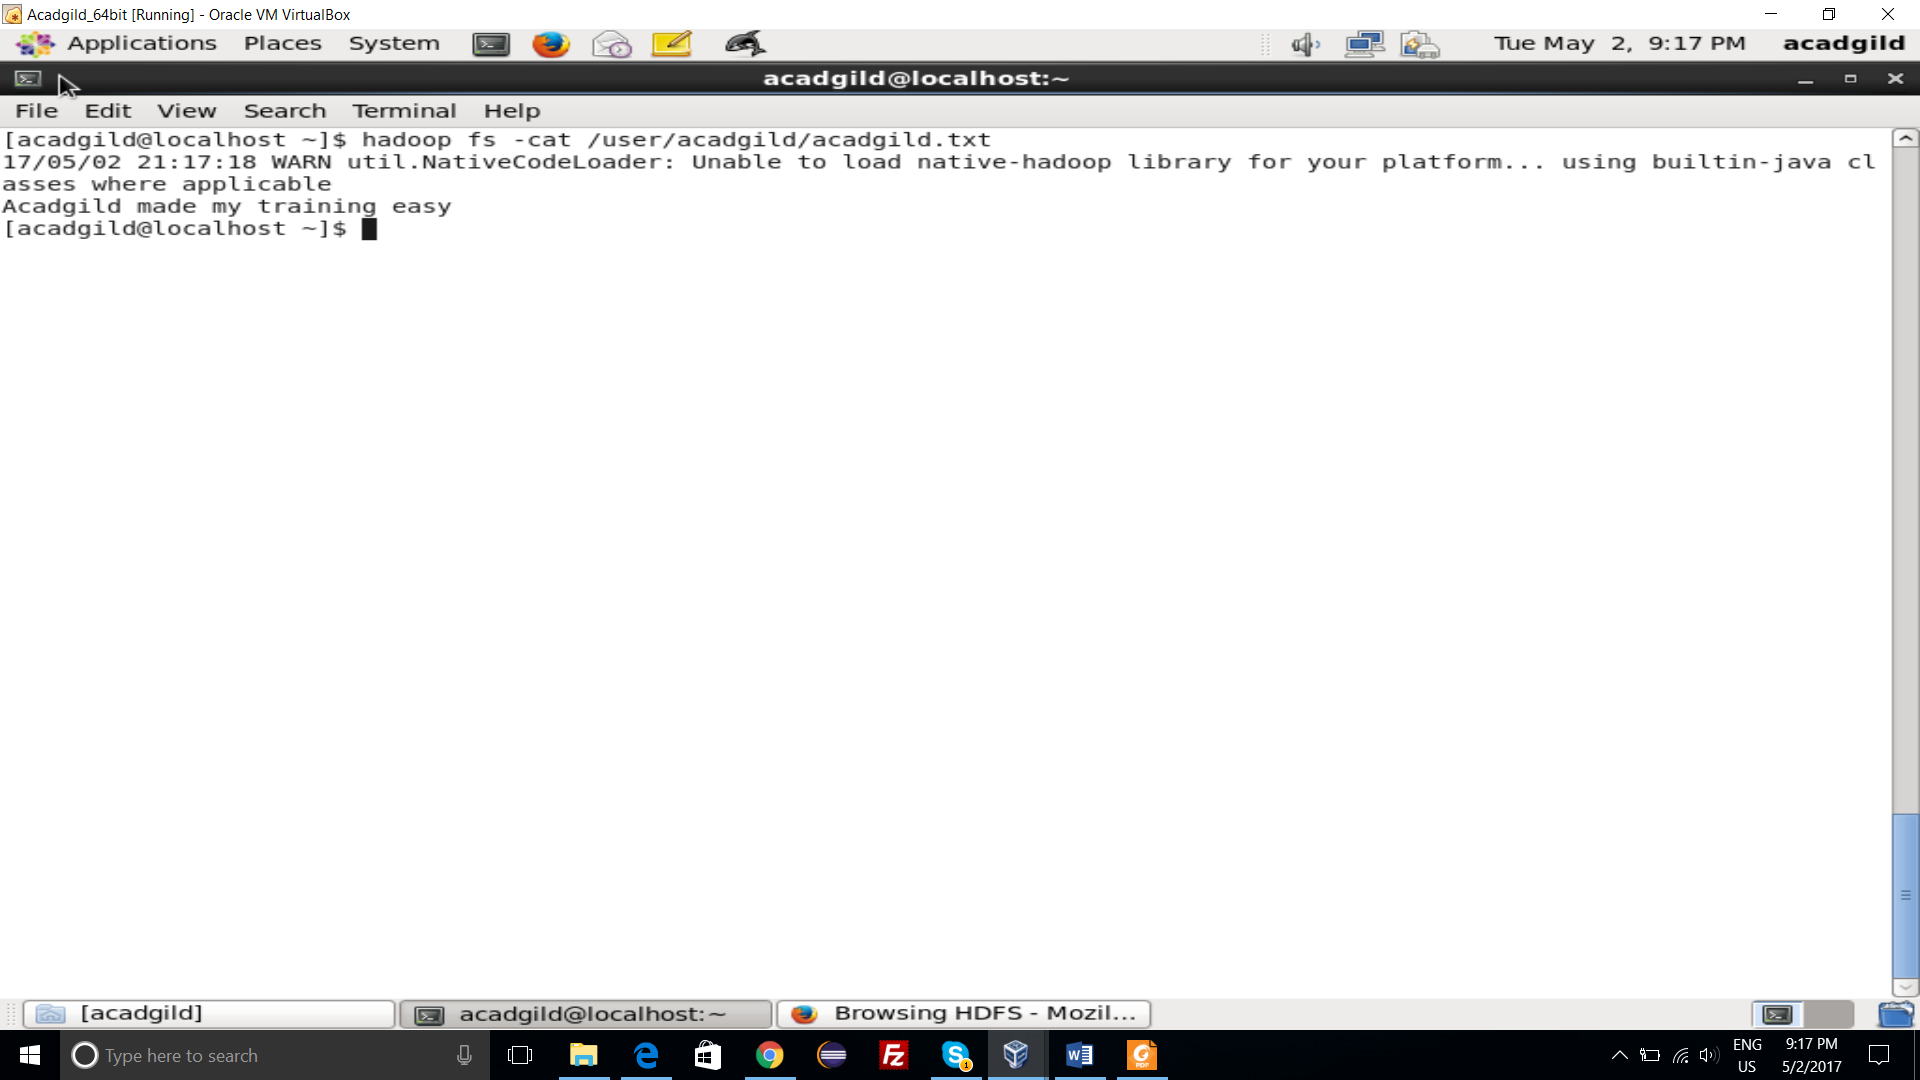 Acadgild_64bit [Running] - Oracle VM VirtualBox
Applications Places System Tue May 2, 9:17 PM acadgild
acadgild@localhost:~
File Edit View Search Terminal Help
[acadgild@localhost ~]$ hadoop fs -cat /user/acadgild/acadgild.txt
17/05/02 21:17:18 WARN util.NativeCodeLoader: Unable to load native-hadoop library for your platform... using builtin-java cl
asses where applicable
Acadgild made my training easy
[acadgild@localhost ~]$
[acadgild] acadgild@localhost:~ Browsing HDFS - Mozil...
Type here to search ENG 9:17 PM
US 5/2/2017